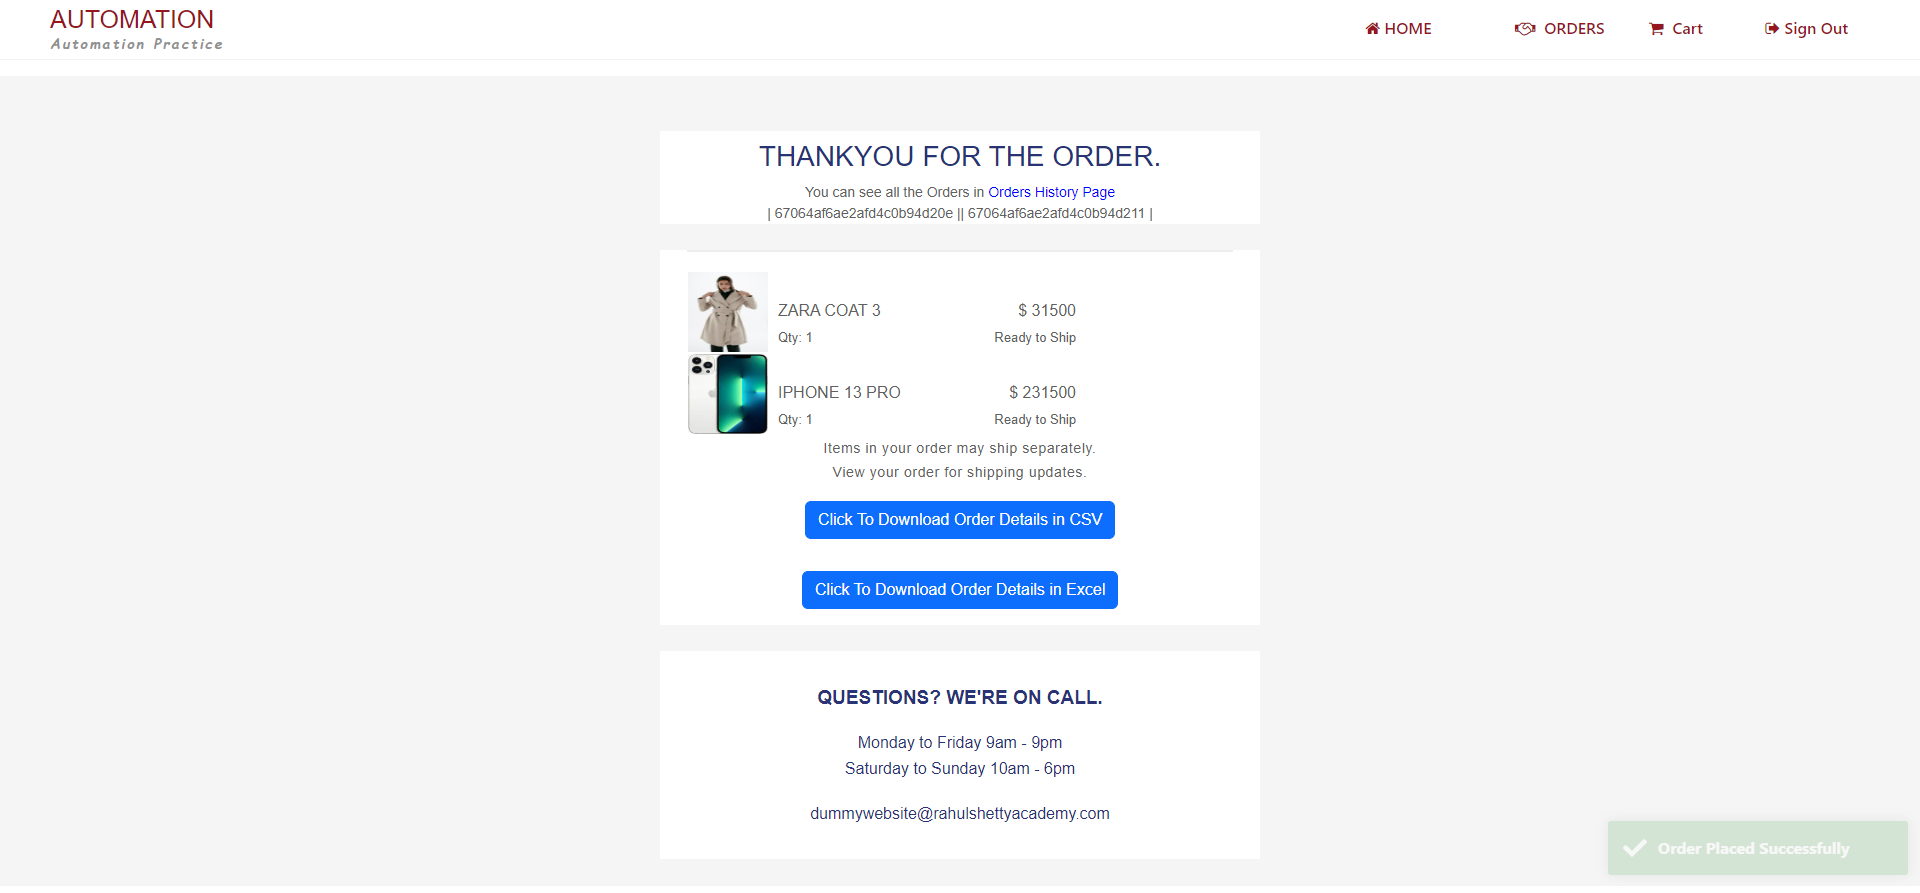 AUTOMATION
Automation Practice
HOME
ORDERS
Cart
Sign Out
THANKYOU FOR THE ORDER.
You can see all the Orders in Orders History Page
| 67064af6ae2afd4c0b94d20e || 67064af6ae2afd4c0b94d211 |
ZARA COAT 3
$ 31500
Qty: 1
Ready to Ship
IPHONE 13 PRO
$ 231500
Qty: 1
Ready to Ship
Items in your order may ship separately.
View your order for shipping updates.
Click To Download Order Details in CSV
Click To Download Order Details in Excel
QUESTIONS? WE'RE ON CALL.
Monday to Friday 9am - 9pm
Saturday to Sunday 10am - 6pm
dummywebsite@rahulshettyacademy.com
Order Placed Successfully